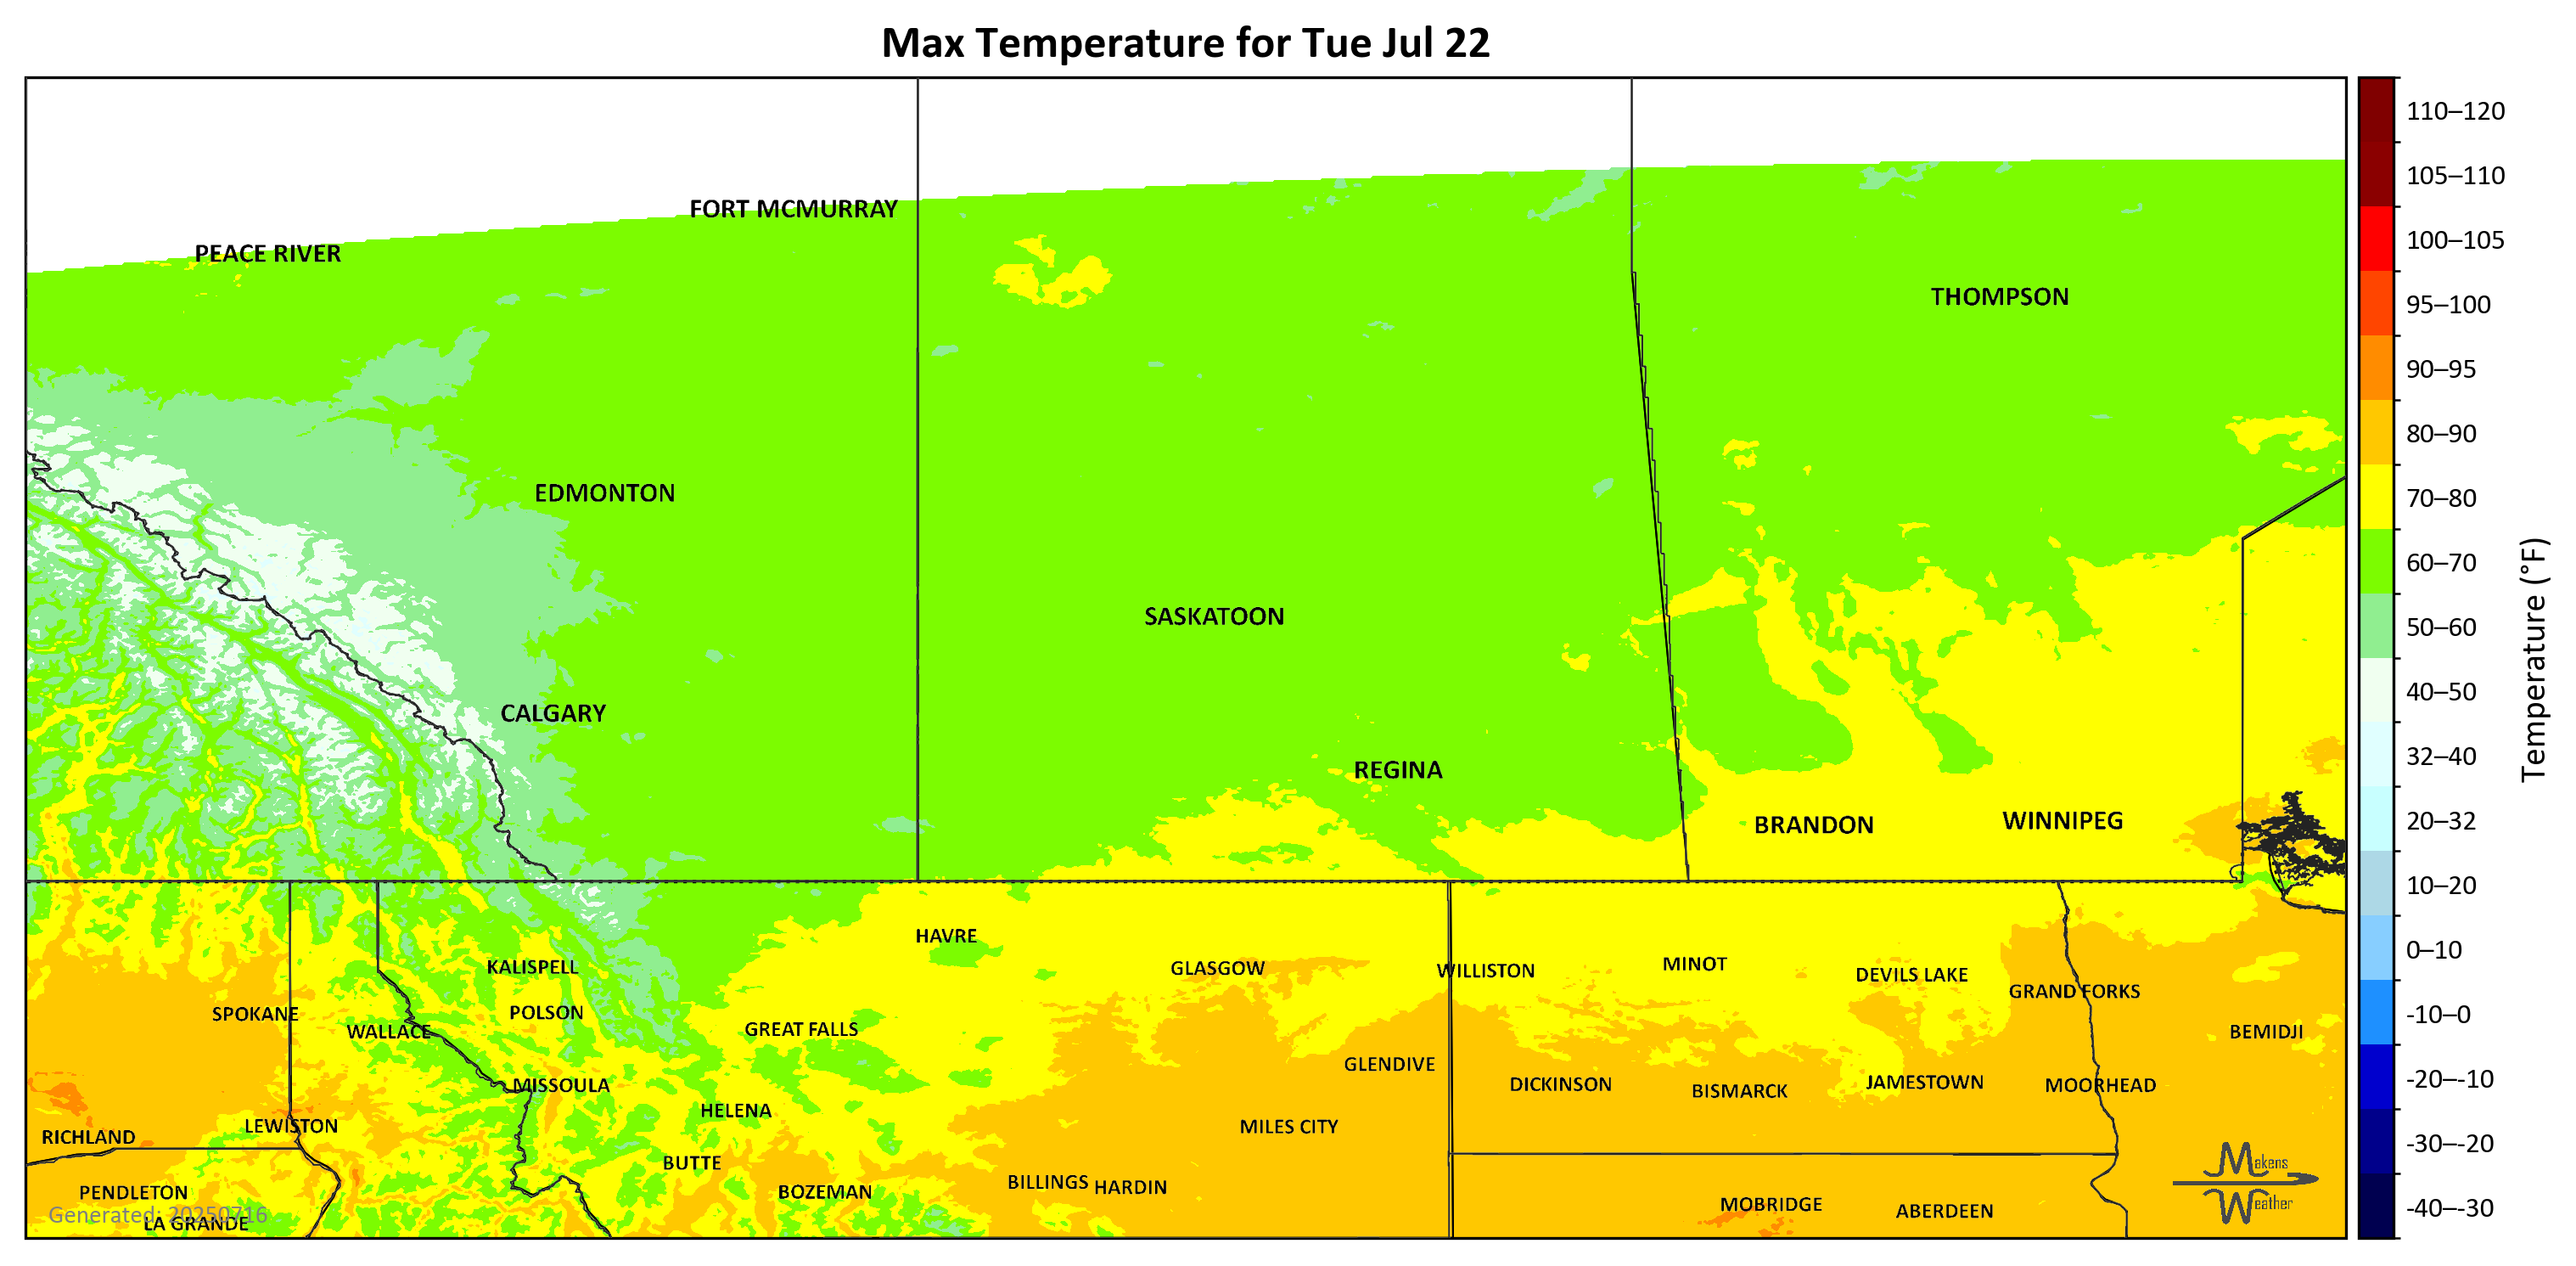 Max Temperature for Tue Jul 22
FORT MCMURRAY
PEACE RIVER
THOMPSON
EDMONTON
SASKATOON
CALGARY
REGINA
BRANDON
WINNIPEG
HAVRE
KALISPELL
GLASGOW
WILLISTON
MINOT
DEVILS LAKE
GRAND FORKS
SPOKANE
POLSON
WALLACE
GREAT FALLS
BEMIDJI
GLENDIVE
MISSOULA
DICKINSON
BISMARCK
JAMESTOWN
MOORHEAD
HELENA
LEWISTON
MILES CITY
RICHLAND
BUTTE
BILLINGS
HARDIN
PENDLETON
BOZEMAN
MOBRIDGE
ABERDEEN
Generated: 20250716
LA GRANDE
Makens
Weather
110–120
105–110
100–105
95–100
90–95
80–90
70–80
60–70
50–60
40–50
32–40
20–32
10–20
0–10
-10–0
-20–-10
-30–-20
-40–-30
Temperature (°F)